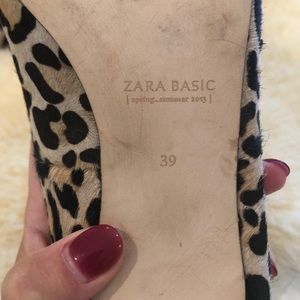 ZARA BASIC
| spring_summer 2013 |
39